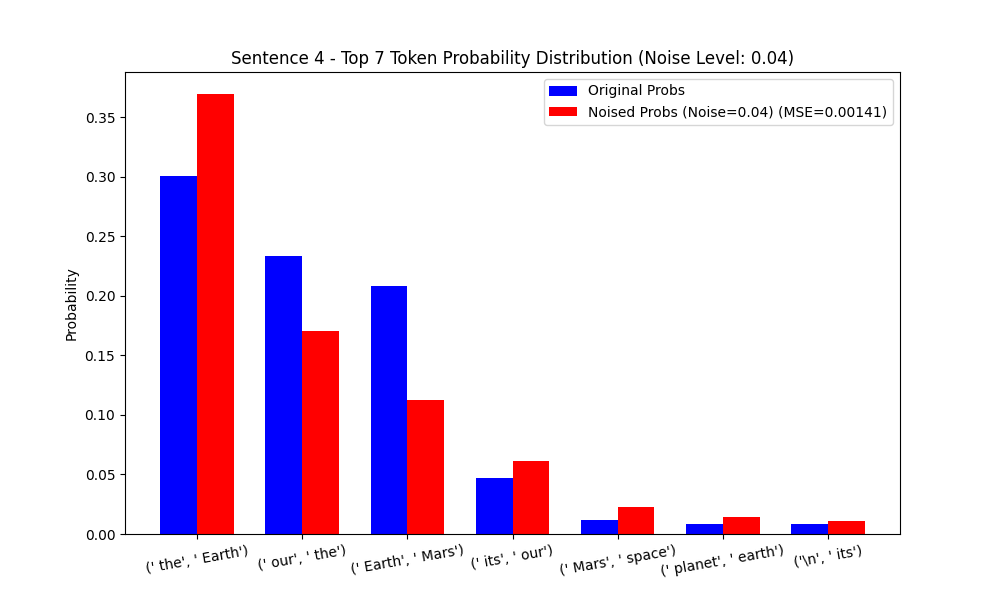 Sentence 4 - Top 7 Token Probability Distribution (Noise Level: 0.04)
Original Probs
Noised Probs (Noise=0.04) (MSE=0.00141)
Probability
0.35
0.30
0.25
0.20
0.15
0.10
0.05
0.00
(' the', ' Earth')
(' our', ' the')
(' Earth', ' Mars')
(' its', ' our')
(' Mars', ' space')
(' planet', ' earth')
('\n', ' its')